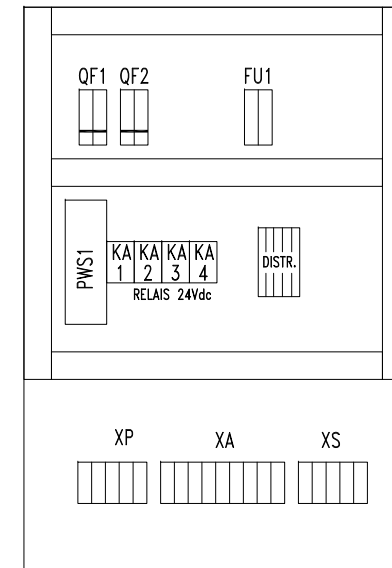 QF1 QF2 FU1
PWS1
KA 1 KA 2 KA 3 KA 4
DISTR.
RELAIS 24Vdc
XP XA XS